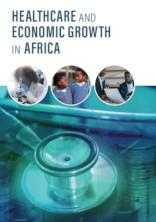 HEALTHCARE AND
ECONOMIC GROWTH
IN AFRICA